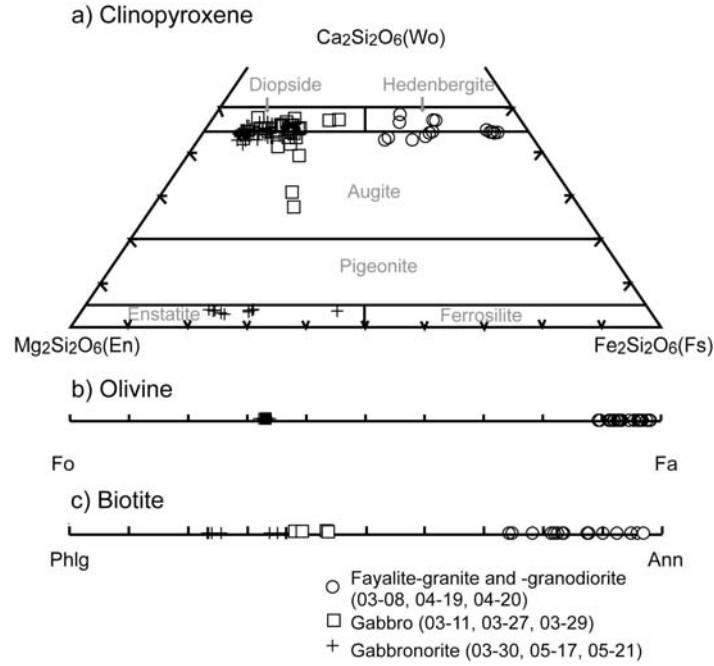 a) Clinopyroxene
Ca2Si2O6(Wo)
Diopside Hedenbergite
Augite
Pigeonite
Enstatite Ferrosilite
Mg2Si2O6(En) Fe2Si2O6(Fs)
b) Olivine
Fo Fa
c) Biotite
Phlg Ann
Fayalite-granite and -granodiorite
(03-08, 04-19, 04-20)
Gabbro (03-11, 03-27, 03-29)
Gabbronorite (03-30, 05-17, 05-21)